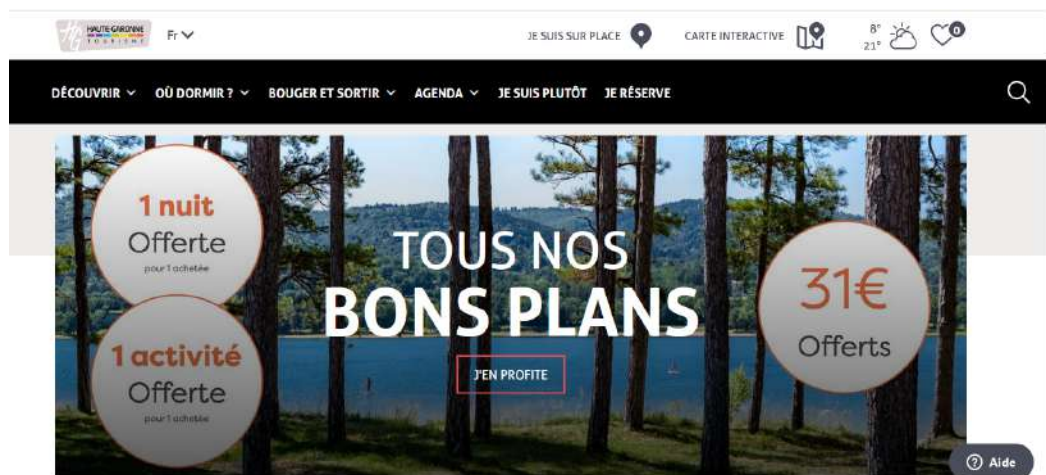 HAUTE-GARONNE
TOURISME
Fr
JE SUIS SUR PLACE
CARTE INTERACTIVE
8°
21°
0
DÉCOUVRIR
OÙ DORMIR ?
BOUGER ET SORTIR
AGENDA
JE SUIS PLUTÔT
JE RÉSERVE
1 nuit
Offerte
pour 1 achetée
1 activité
Offerte
pour 1 achetée
TOUS NOS
BONS PLANS
J'EN PROFITE
31€
Offerts
Aide